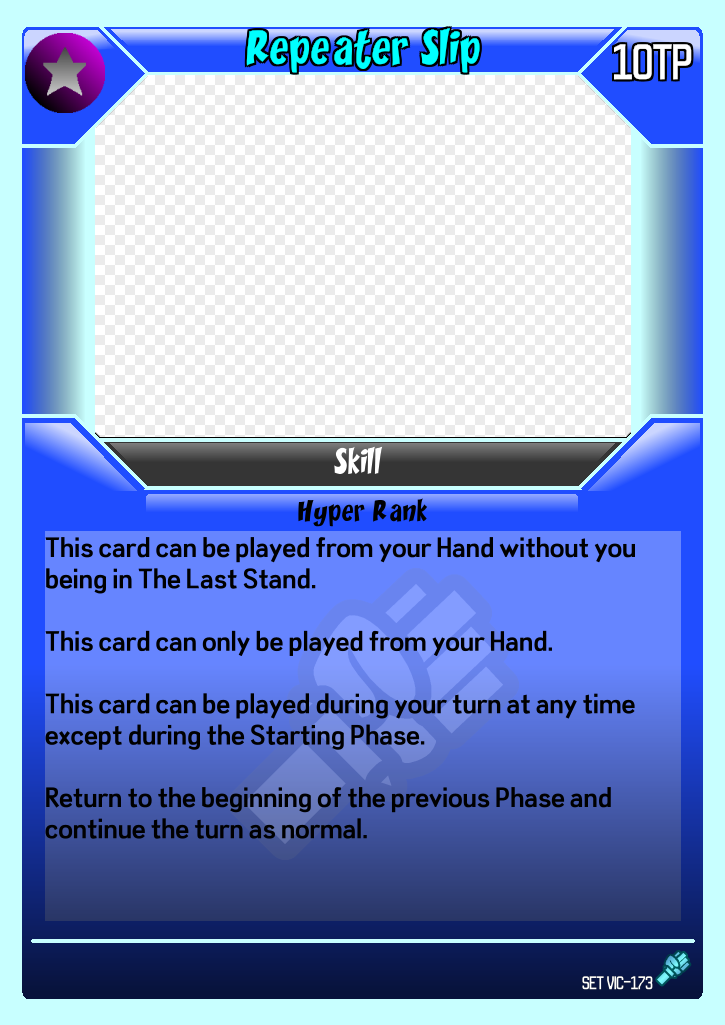 Repeater Slip
10TP
Skill
Hyper Rank
This card can be played from your Hand without you
being in The Last Stand.
This card can only be played from your Hand.
This card can be played during your turn at any time
except during the Starting Phase.
Return to the beginning of the previous Phase and
continue the turn as normal.
SET VIC-173